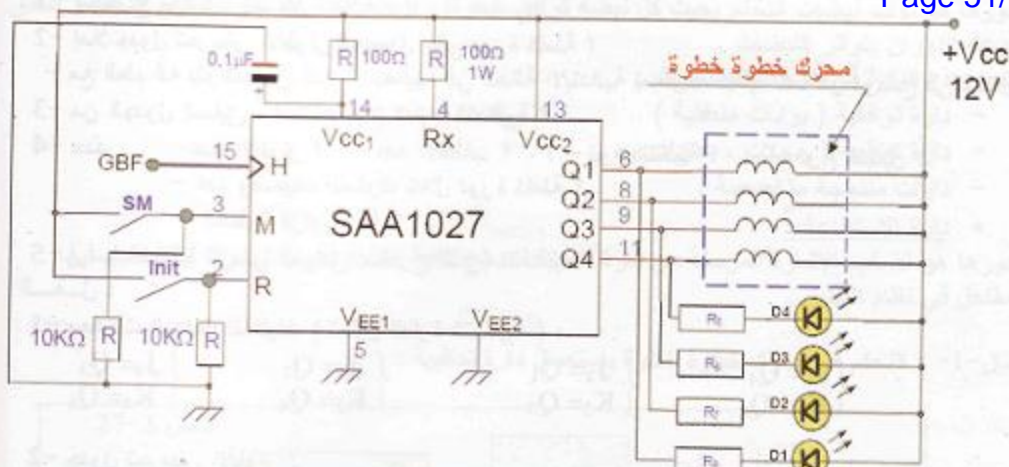 Page 31/
+Vcc
12V
محرك خطوة خطوة
0,1µF
R
100Ω
R
100Ω
1W
14
4
13
Vcc1
RX
Vcc2
GBF
15
H
SM
3
M
SAA1027
Init
2
R
Q1
6
Q2
8
Q3
9
Q4
11
VEE1
5
VEE2
10KΩ
R
10KΩ
R
D4
D3
D2
D1